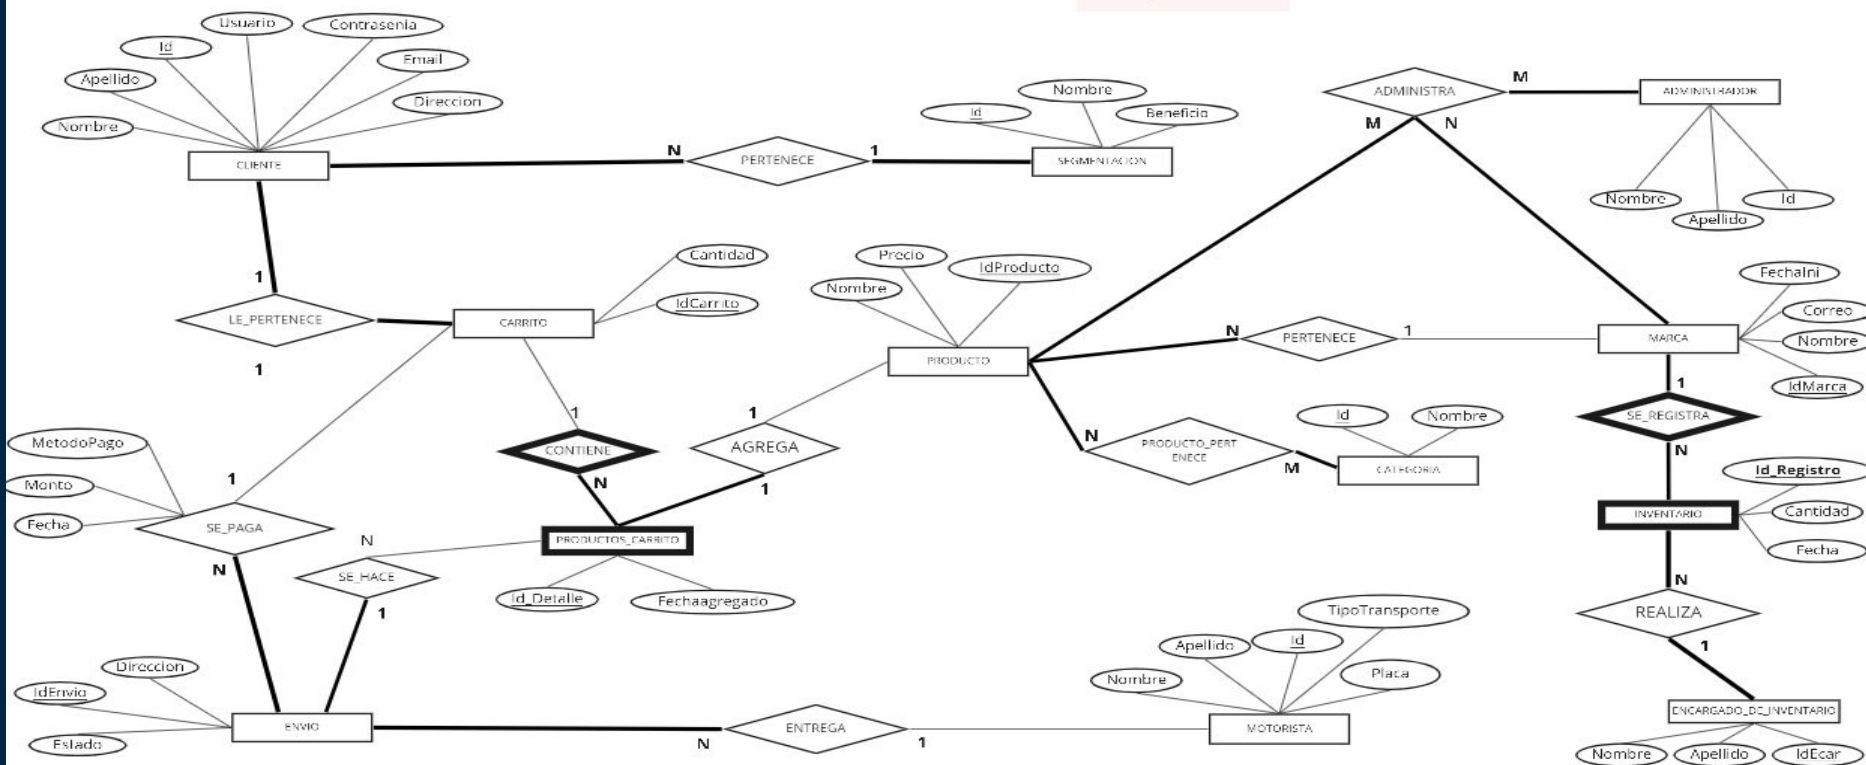 Usuario
Contrasenia
Id
Email
Apellido
Direccion
Nombre
CLIENTE
N
PERTENECE
1
Id
Nombre
Beneficio
SEGMENTACION
ADMINISTRA
M
ADMINISTRADOR
M
N
Nombre
Apellido
Id
1
LE_PERTENECE
1
CARRITO
Cantidad
IdCarrito
Precio
IdProducto
Nombre
PRODUCTO
N
PERTENECE
1
MARCA
FechaIni
Correo
Nombre
IdMarca
1
SE_REGISTRA
N
N
PRODUCTO_PERT
ENECE
M
Id
Nombre
CATEGORIA
1
CONTIENE
N
1
AGREGA
1
MetodoPago
Monto
Fecha
1
SE_PAGA
N
N
SE_HACE
1
PRODUCTOS_CARRITO
Id_Detalle
Fechaagregado
Id_Registro
INVENTARIO
Cantidad
Fecha
N
REALIZA
1
Direccion
IdEnvio
Estado
ENVIO
N
ENTREGA
1
TipoTransporte
Apellido
Id
Nombre
Placa
MOTORISTA
ENCARGADO_DE_INVENTARIO
Nombre
Apellido
IdEcar